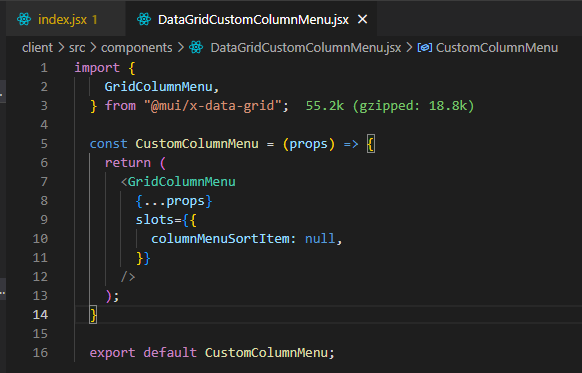 index.jsx 1 DataGridCustomColumnMenu.jsx
client > src > components > DataGridCustomColumnMenu.jsx > CustomColumnMenu
1 import {
2 GridColumnMenu,
3 } from "@mui/x-data-grid"; 55.2k (gzipped: 18.8k)
4
5 const CustomColumnMenu = (props) => {
6 return (
7 <GridColumnMenu
8 {...props}
9 slots={{
10 columnMenuSortItem: null,
11 }}
12 />
13 );
14 }
15
16 export default CustomColumnMenu;